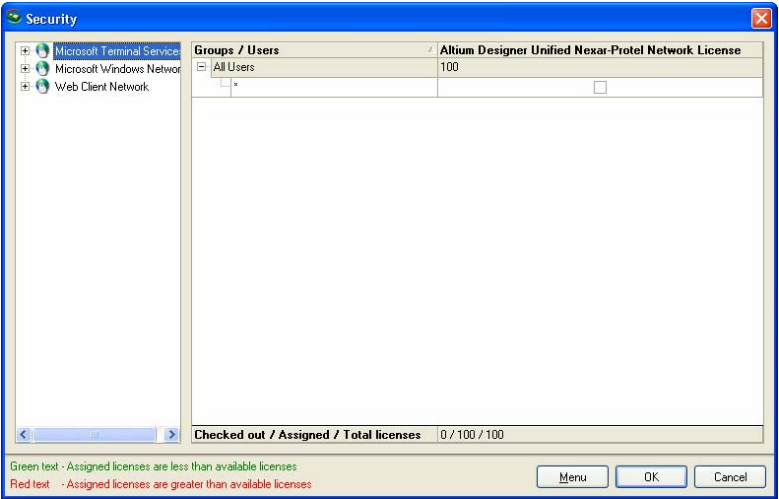 Security
Groups / Users
Altium Designer Unified Nexar-Protel Network License
Microsoft Terminal Service
All Users
100
Microsoft Windows Networ
*
Web Client Network
Checked out / Assigned / Total licenses
0 / 100 / 100
Green text - Assigned licenses are less than available licenses
Red text - Assigned licenses are greater than available licenses
Menu
OK
Cancel